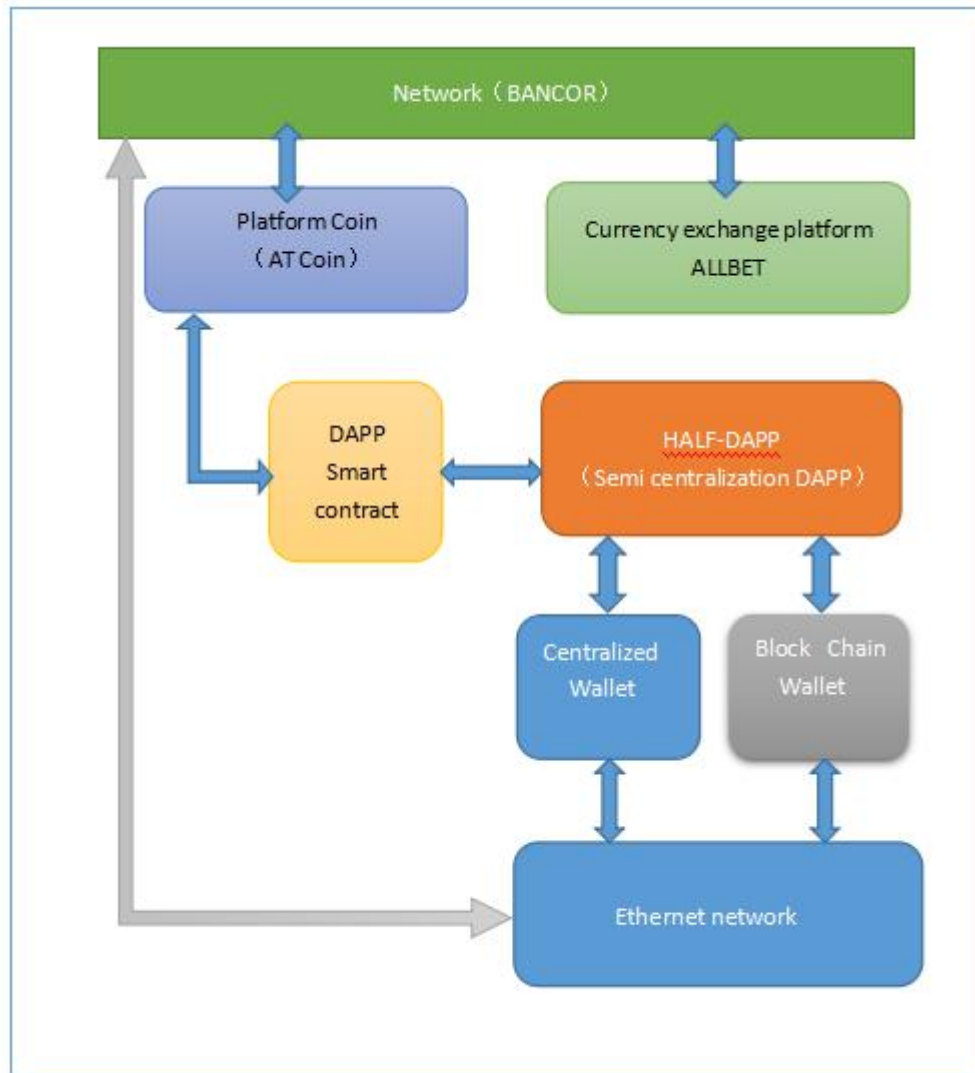 Network（BANCOR）
Platform Coin
（AT Coin）
Currency exchange platform
ALLBET
DAPP
Smart
contract
HALF-DAPP
（Semi centralization DAPP）
Centralized
Wallet
Block Chain
Wallet
Ethernet network